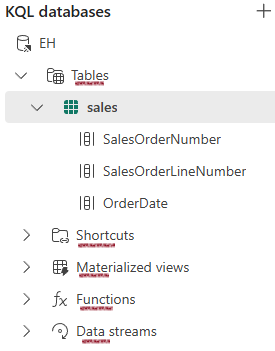 KQL databases
EH
Tables
sales
SalesOrderNumber
SalesOrderLineNumber
OrderDate
Shortcuts
Materialized views
Functions
Data streams